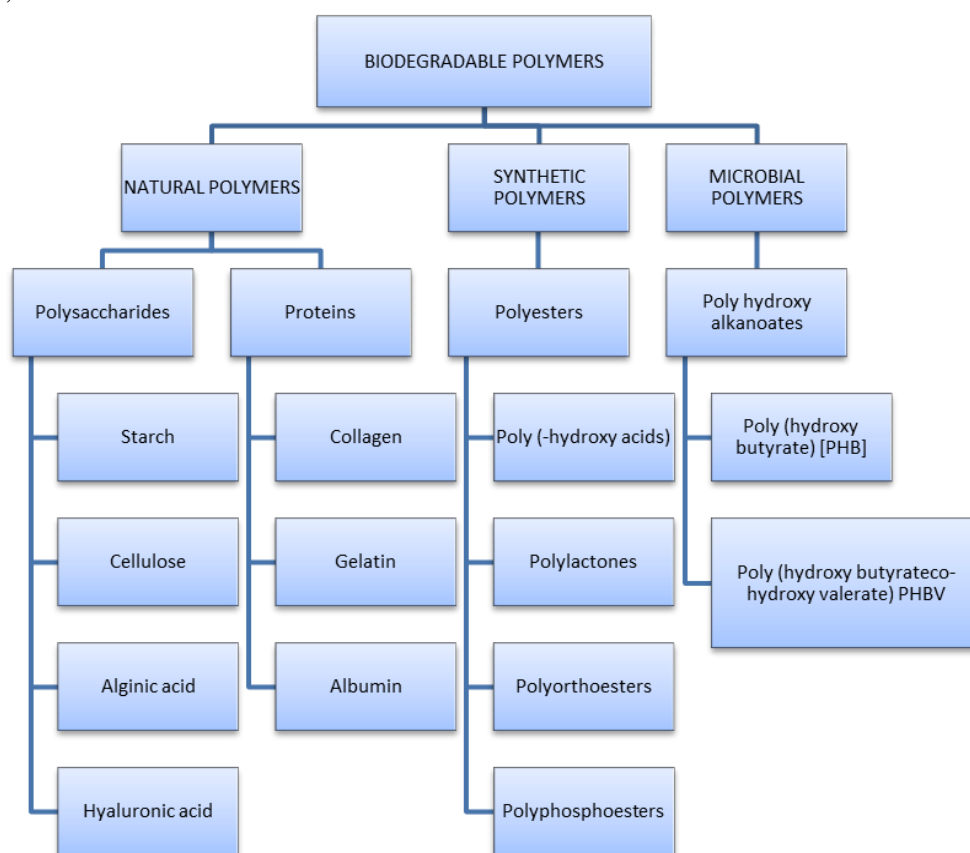 )
BIODEGRADABLE POLYMERS
NATURAL POLYMERS
SYNTHETIC
POLYMERS
MICROBIAL
POLYMERS
Polysaccharides
Proteins
Polyesters
Poly hydroxy
alkanoates
Starch
Collagen
Poly (-hydroxy acids)
Poly (hydroxy
butyrate) [PHB]
Cellulose
Gelatin
Polylactones
Poly (hydroxy butyrateco-
hydroxy valerate) PHBV
Alginic acid
Albumin
Polyorthoesters
Hyaluronic acid
Polyphosphoesters